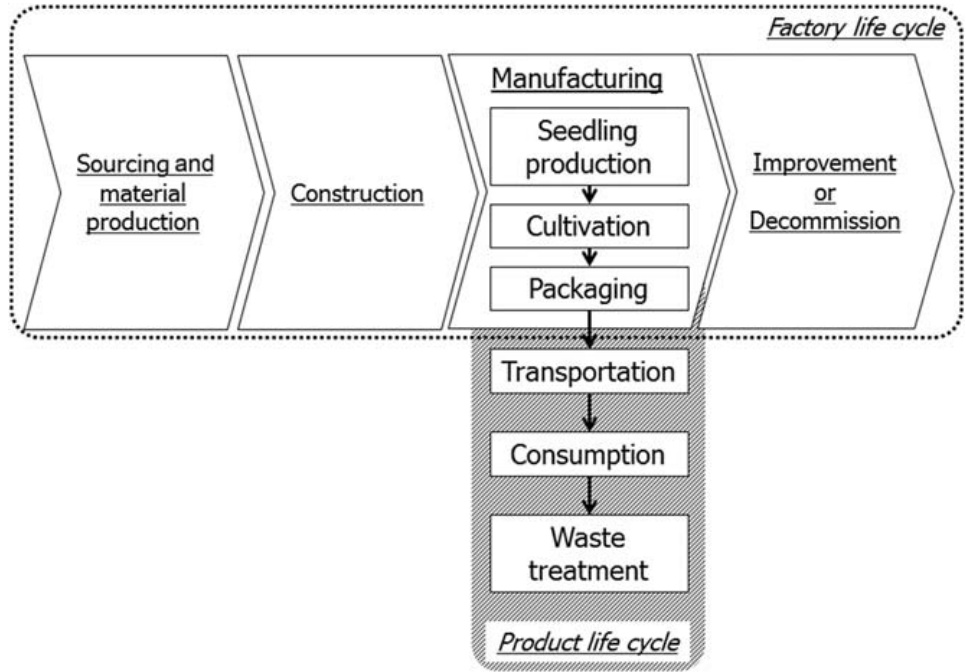 Factory life cycle
Sourcing and
material
production
Construction
Manufacturing
Seedling
production
Cultivation
Packaging
Improvement
or
Decommission
Transportation
Consumption
Waste
treatment
Product life cycle